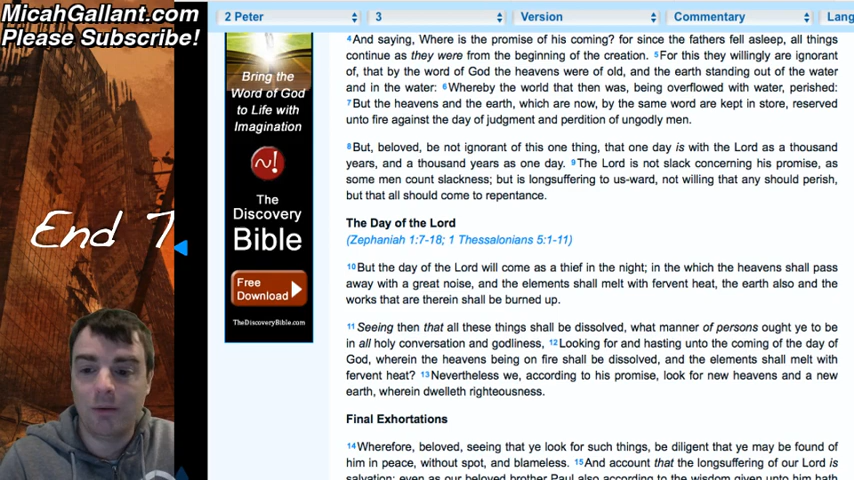 MicahGallant.com
Please Subscribe!
2 Peter
3
Version
Commentary
Lang
End T
Bring the
Word of God
to Life with
Imagination
~!
The
Discovery
Bible
Free
Download
TheDiscoveryBible.com
4And saying, Where is the promise of his coming? for since the fathers fell asleep, all things
continue as they were from the beginning of the creation. 5For this they willingly are ignorant
of, that by the word of God the heavens were of old, and the earth standing out of the water
and in the water: 6Whereby the world that then was, being overflowed with water, perished:
7But the heavens and the earth, which are now, by the same word are kept in store, reserved
unto fire against the day of judgment and perdition of ungodly men.
8But, beloved, be not ignorant of this one thing, that one day is with the Lord as a thousand
years, and a thousand years as one day. 9The Lord is not slack concerning his promise, as
some men count slackness; but is longsuffering to us-ward, not willing that any should perish,
but that all should come to repentance.
The Day of the Lord
(Zephaniah 1:7-18; 1 Thessalonians 5:1-11)
10But the day of the Lord will come as a thief in the night; in the which the heavens shall pass
away with a great noise, and the elements shall melt with fervent heat, the earth also and the
works that are therein shall be burned up.
11Seeing then that all these things shall be dissolved, what manner of persons ought ye to be
in all holy conversation and godliness, 12Looking for and hasting unto the coming of the day of
God, wherein the heavens being on fire shall be dissolved, and the elements shall melt with
fervent heat? 13Nevertheless we, according to his promise, look for new heavens and a new
earth, wherein dwelleth righteousness.
Final Exhortations
14Wherefore, beloved, seeing that ye look for such things, be diligent that ye may be found of
him in peace, without spot, and blameless. 15And account that the longsuffering of our Lord is
salvation; even as our beloved brother Paul also according to the wisdom given unto him hath